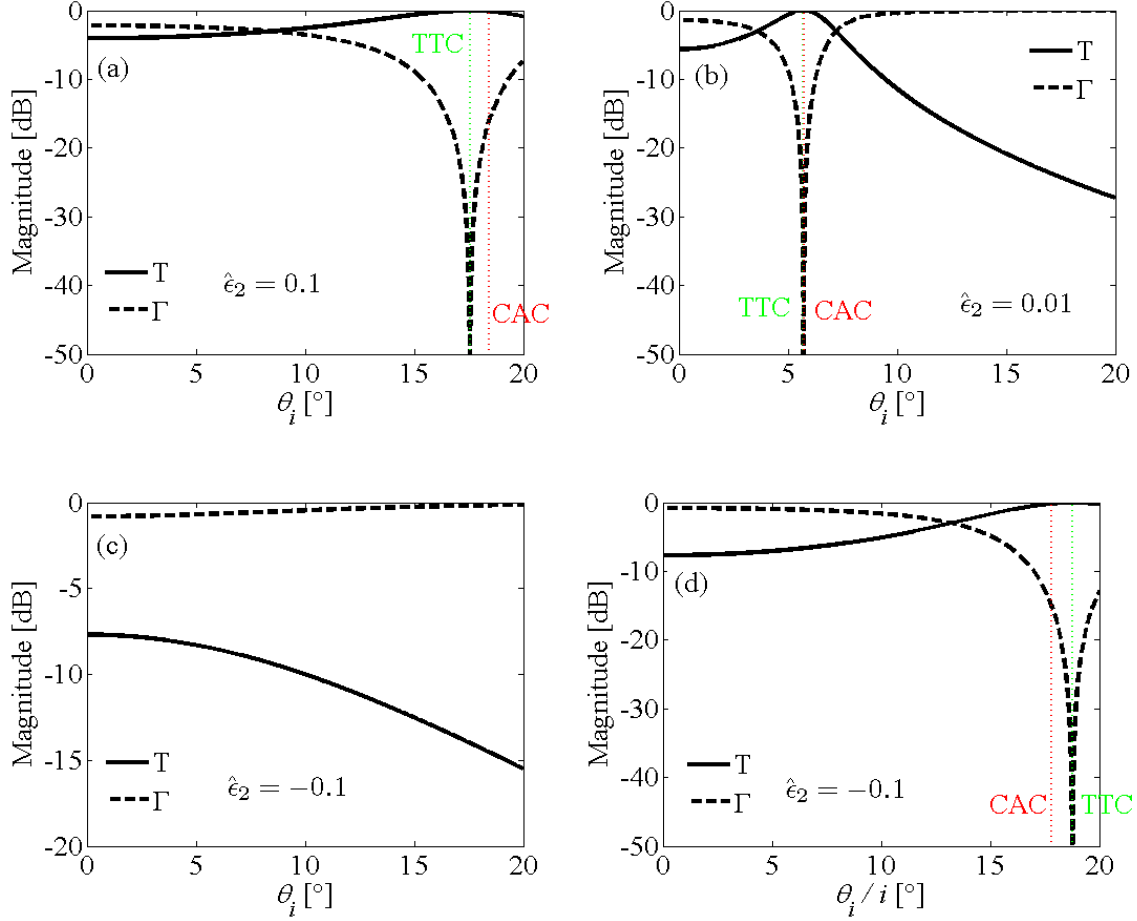 0
-10
-20
-30
-40
-50
Magnitude [dB]
(a)
TTC
T
Γ
ε̂₂ = 0.1
CAC
0 5 10 15 20
θᵢ [°]
0
-10
-20
-30
-40
-50
Magnitude [dB]
(b)
T
Γ
TTC
CAC
ε̂₂ = 0.01
0 5 10 15 20
θᵢ [°]
0
-5
-10
-15
-20
Magnitude [dB]
(c)
T
Γ
ε̂₂ = −0.1
0 5 10 15 20
θᵢ [°]
0
-10
-20
-30
-40
-50
Magnitude [dB]
(d)
T
Γ
ε̂₂ = −0.1
CAC
TTC
0 5 10 15 20
θᵢ / i [°]